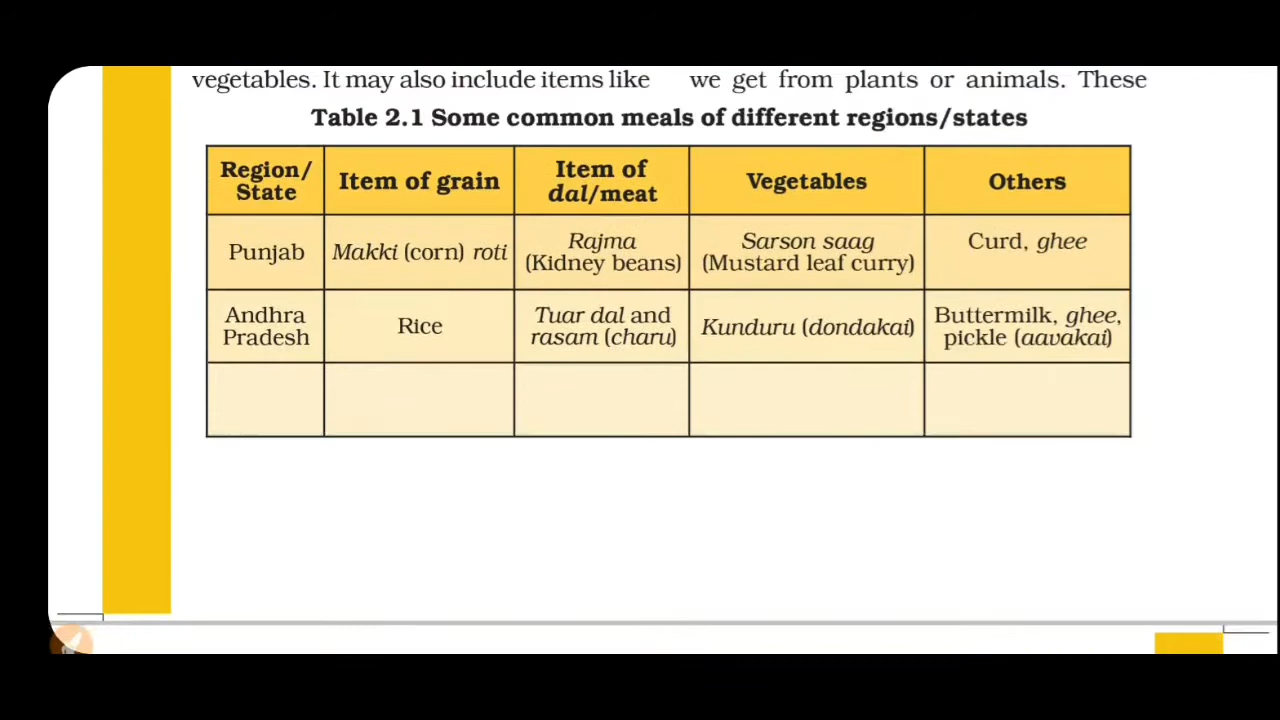 vegetables. It may also include items like we get from plants or animals. These
Table 2.1 Some common meals of different regions/states
Region/
State
Item of grain
Item of
dal/meat
Vegetables
Others
Punjab
Makki (corn) roti
Rajma
(Kidney beans)
Sarson saag
(Mustard leaf curry)
Curd, ghee
Andhra
Pradesh
Rice
Tuar dal and
rasam (charu)
Kunduru (dondakai)
Buttermilk, ghee,
pickle (aavakai)